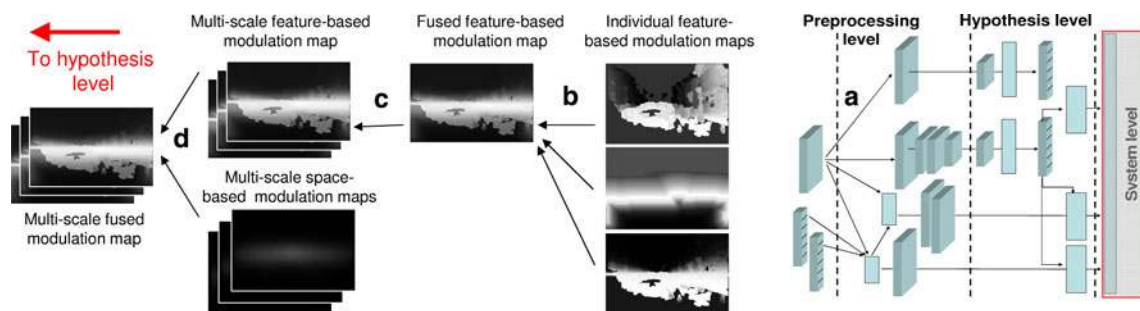 Multi-scale feature-based
modulation map
Fused feature-based
modulation map
Individual feature-
based modulation maps
To hypothesis
level
d
c
b
Multi-scale space-
based modulation maps
Multi-scale fused
modulation map
Preprocessing
level
Hypothesis level
a
System level